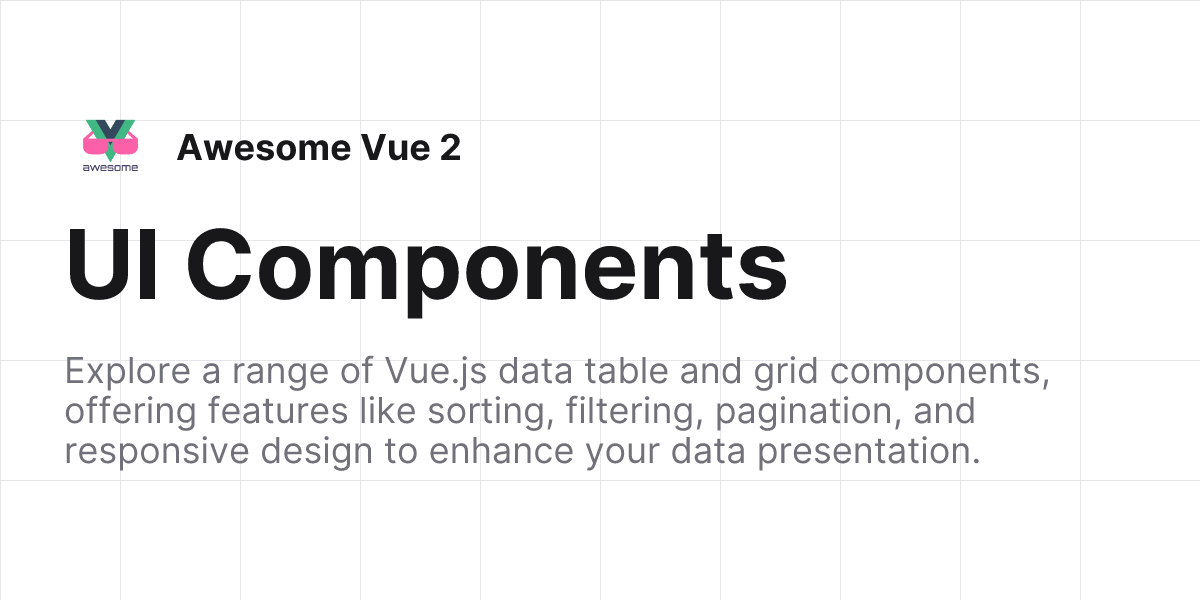 awesome
Awesome Vue 2
UI Components
Explore a range of Vue.js data table and grid components,
offering features like sorting, filtering, pagination, and
responsive design to enhance your data presentation.